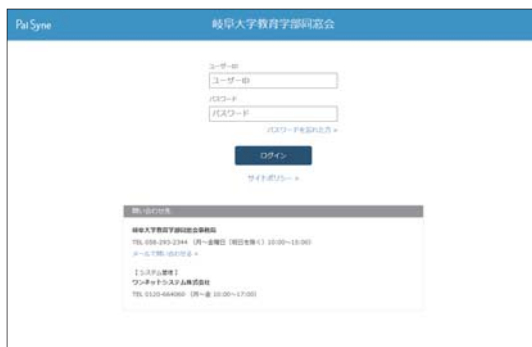 Pal Syne
岐阜大学教育学部同窓会
ユーザーID
ユーザーID
パスワード
パスワード
パスワードを忘れた方 »
ログイン
サイトポリシー »
問い合わせ先
岐阜大学教育学部同窓会事務局
TEL 058-293-2344 (月～金曜日【祝日を除く】10:00～15:00)
メールで問い合わせる »
【システム管理】
ワンネットシステム株式会社
TEL 0120-664060 (月～金 10:00～17:00)